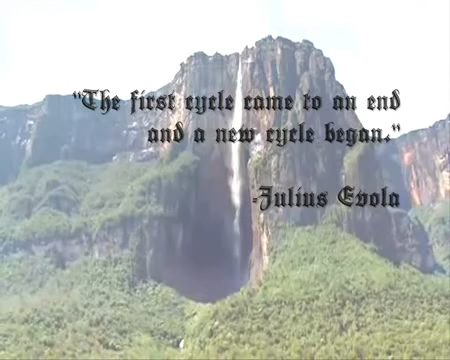 "The first cycle came to an end
and a new cycle began."
-Julius Evola